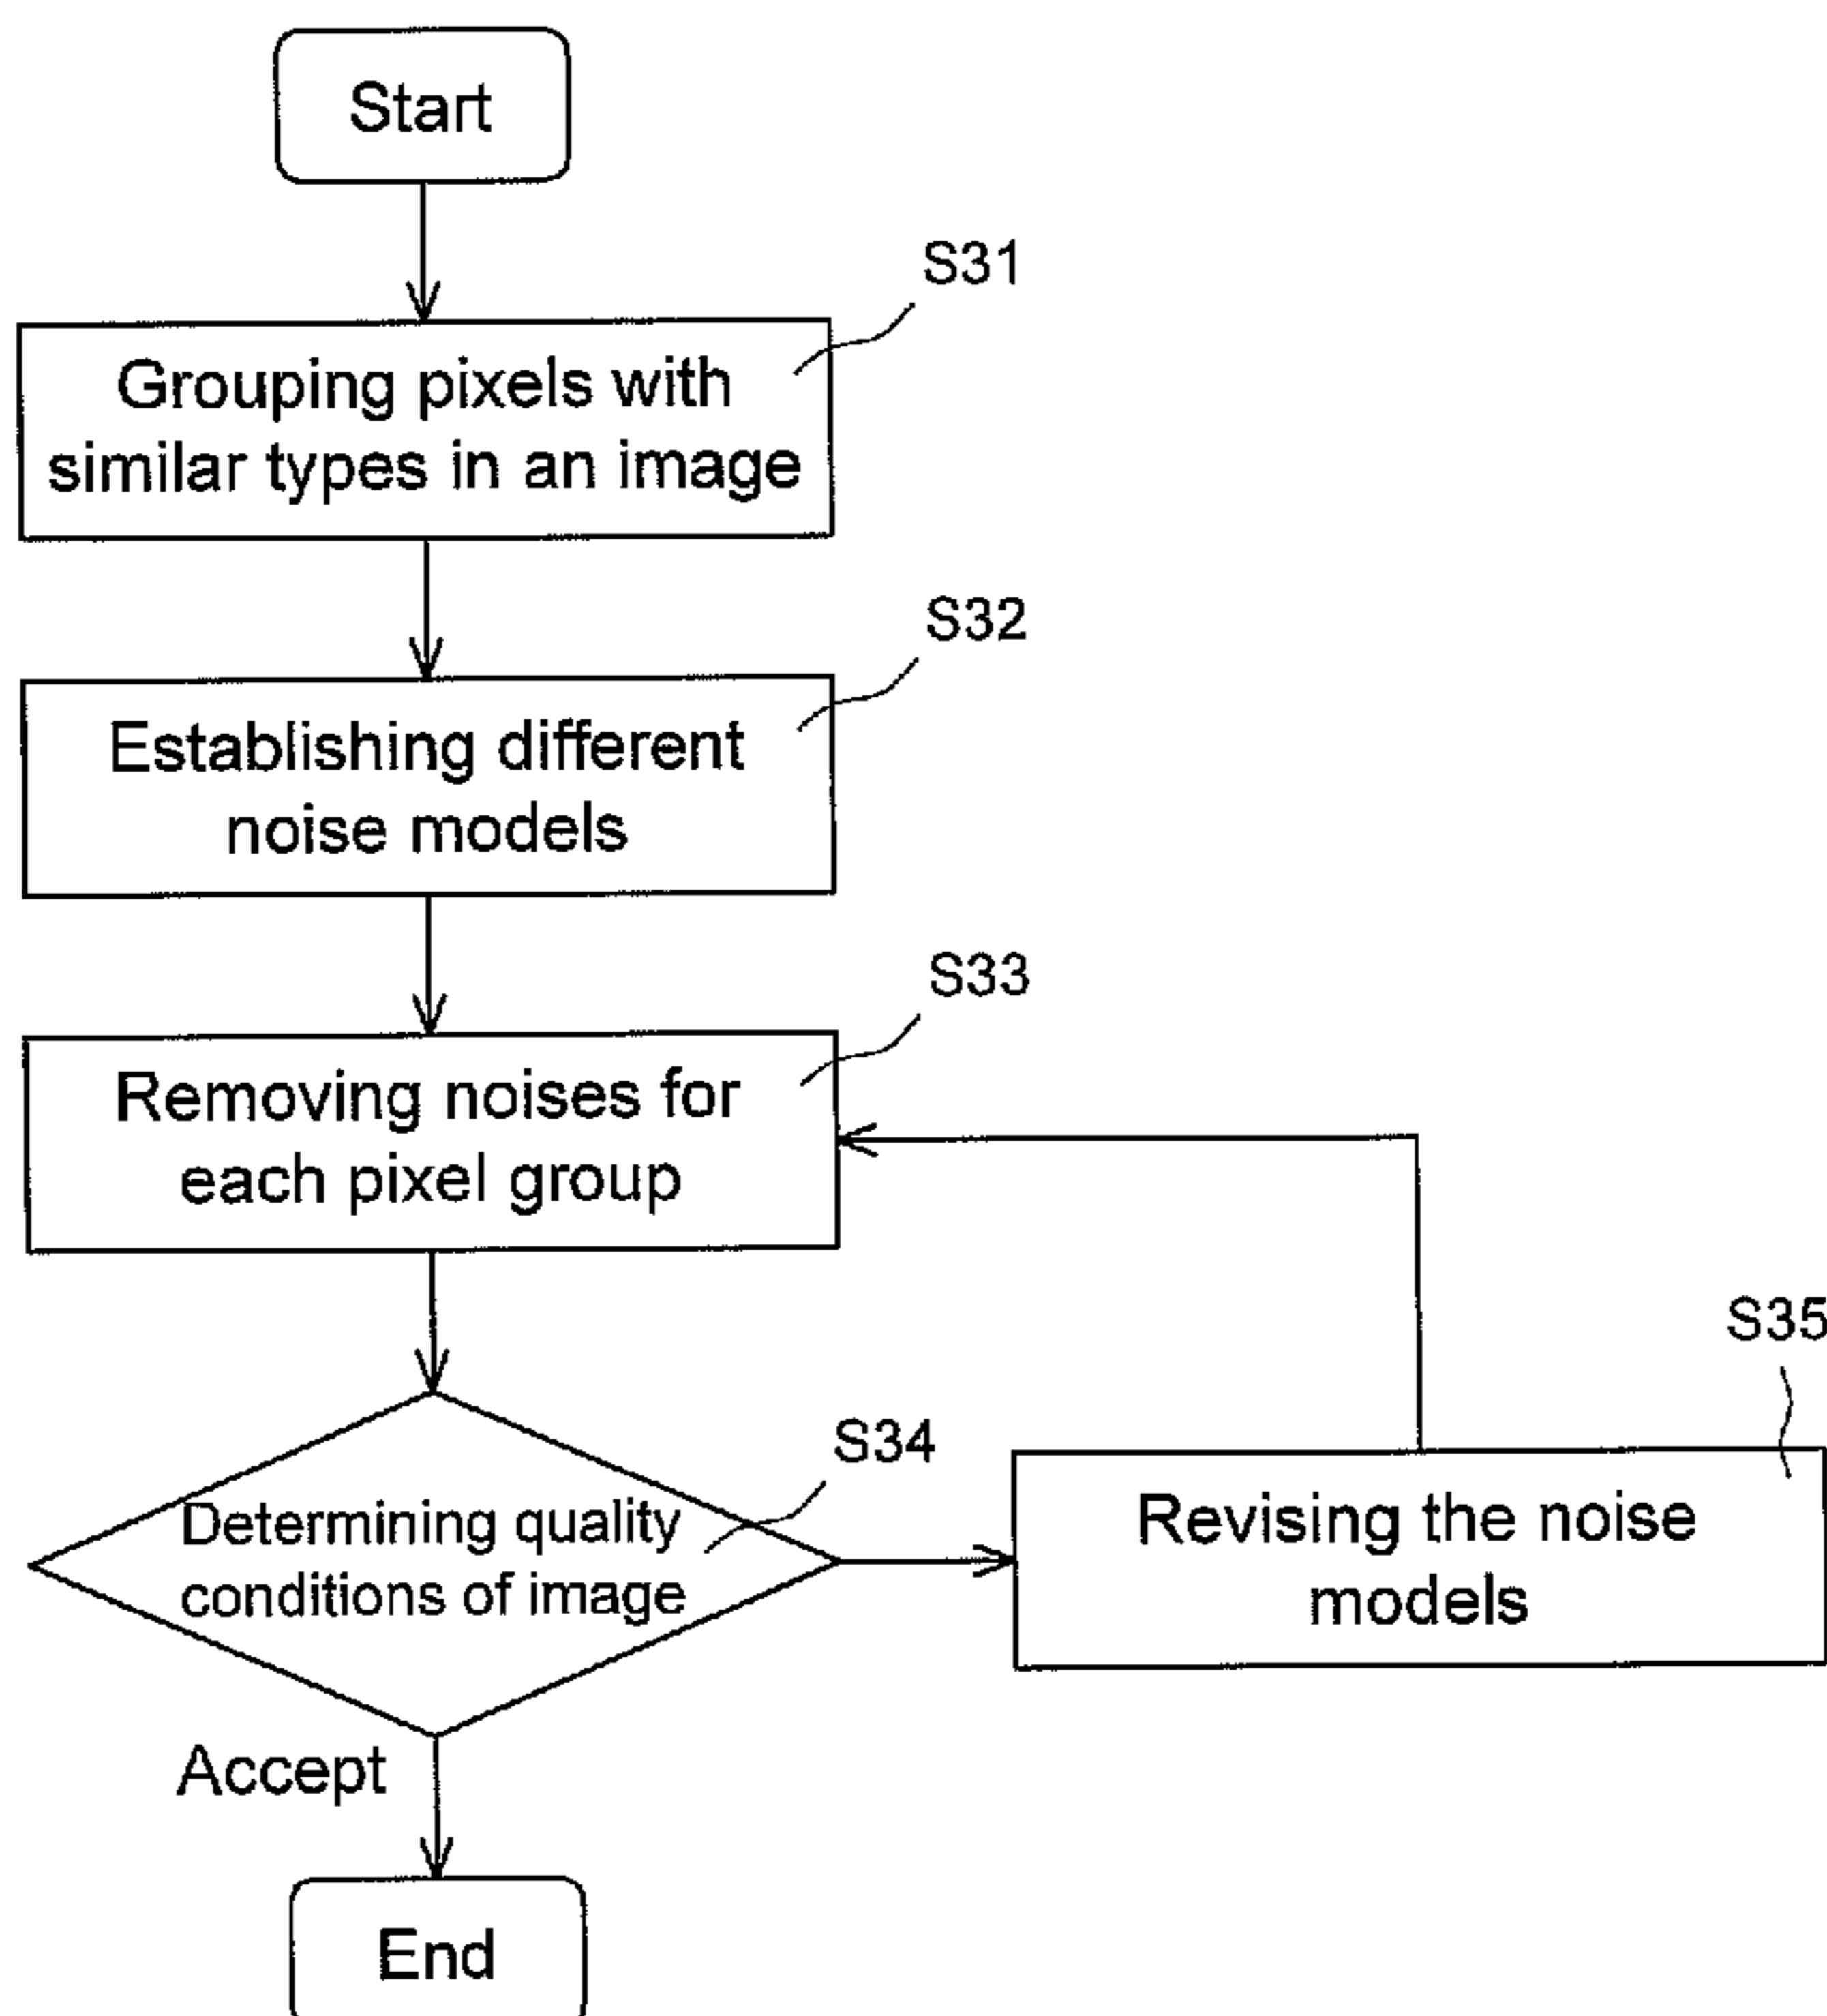 Start
S31
Grouping pixels with
similar types in an image
S32
Establishing different
noise models
S33
Removing noises for
each pixel group
S34
Determining quality
conditions of image
S35
Revising the noise
models
Accept
End